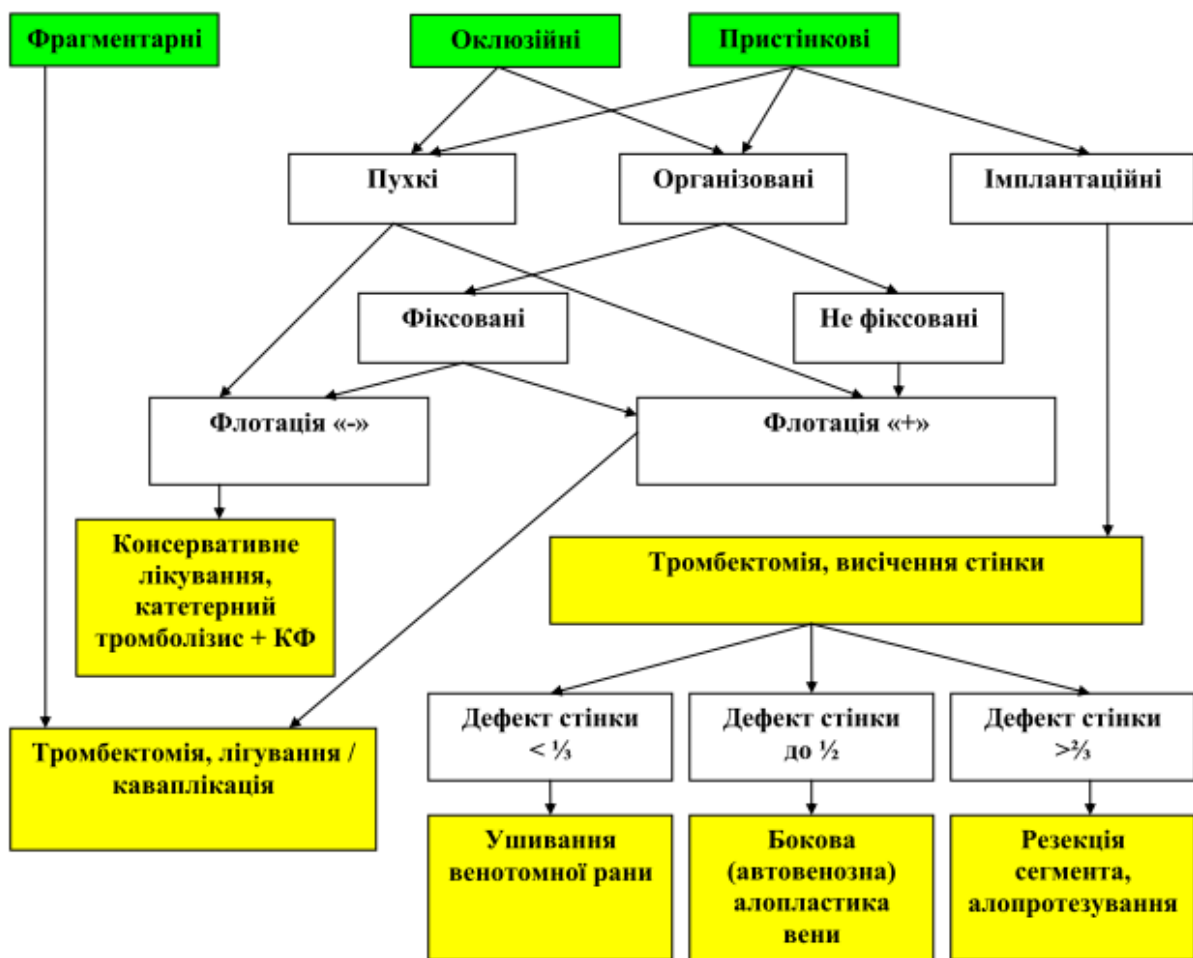 Фрагментарні
Оклюзійні
Пристінкові
Пухкі
Організовані
Імплантаційні
Фіксовані
Не фіксовані
Флотація «-»
Флотація «+»
Консервативне
лікування,
катетерний
тромболізис + КФ
Тромбектомія, висічення стінки
Тромбектомія, лігування /
каваплікація
Дефект стінки
< ⅓
Дефект стінки
до ½
Дефект стінки
>⅔
Ушивання
венотомної рани
Бокова
(автовенозна)
алопластика
вени
Резекція
сегмента,
алопротезування